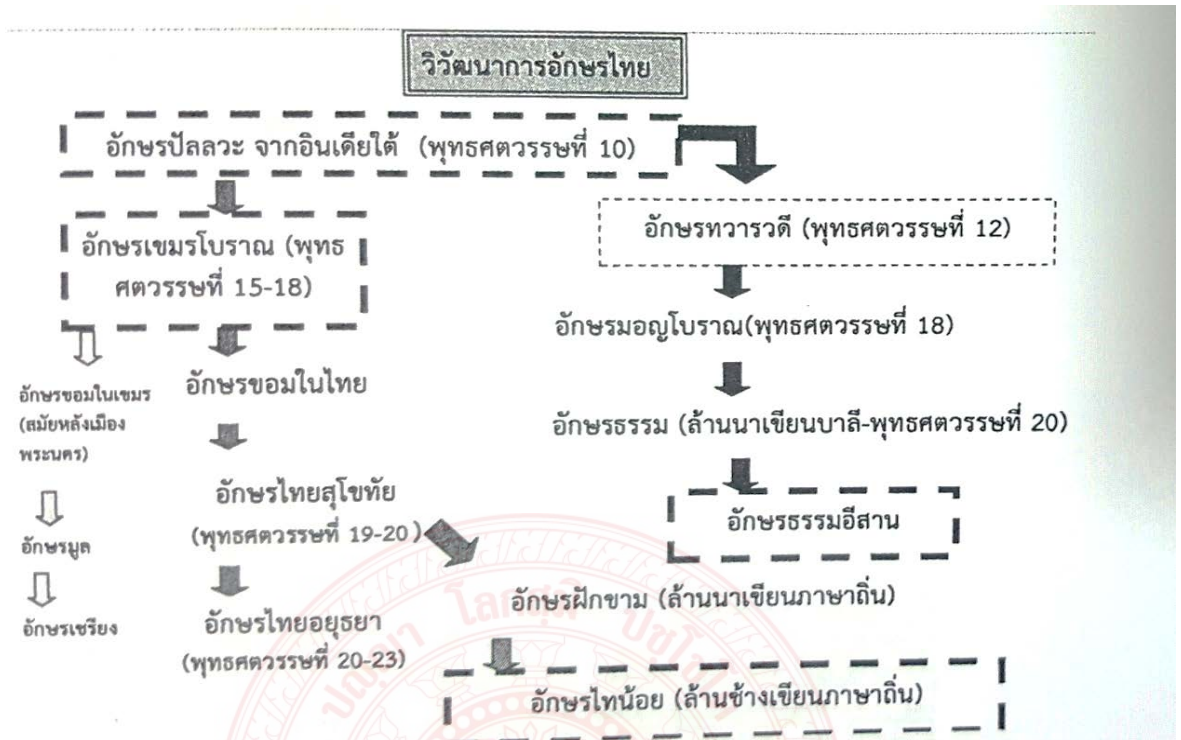 วิวัฒนาการอักษรไทย
อักษรปัลลวะ จากอินเดียใต้ (พุทธศตวรรษที่ 10)
อักษรเขมรโบราณ (พุทธ
ศตวรรษที่ 15-18)
อักษรขอมในเขมร
(สมัยหลังเมือง
พระนคร)
อักษรมูล
อักษรเชรียง
อักษรขอมในไทย
อักษรไทยสุโขทัย
(พุทธศตวรรษที่ 19-20)
อักษรไทยอยุธยา
(พุทธศตวรรษที่ 20-23)
อักษรทวารวดี (พุทธศตวรรษที่ 12)
อักษรมอญโบราณ(พุทธศตวรรษที่ 18)
อักษรธรรม (ล้านนาเขียนบาลี-พุทธศตวรรษที่ 20)
อักษรธรรมอีสาน
อักษรฝักขาม (ล้านนาเขียนภาษาถิ่น)
อักษรไทน้อย (ล้านช้างเขียนภาษาถิ่น)